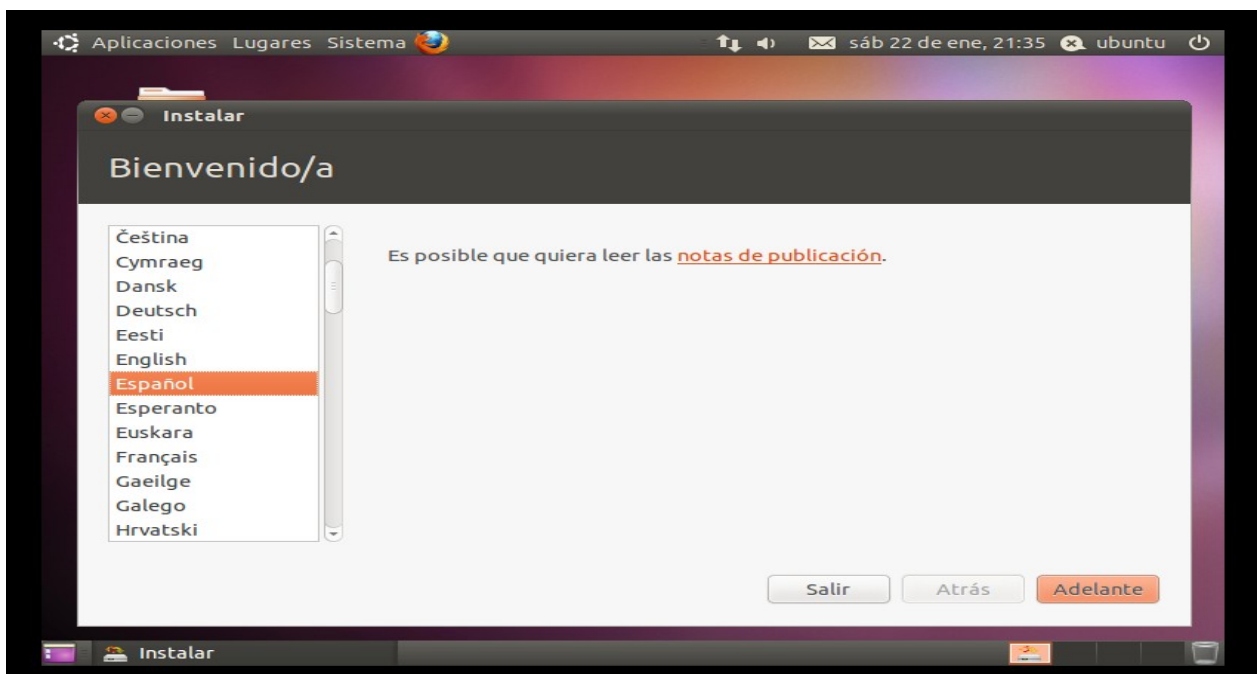 Aplicaciones Lugares Sistema sáb 22 de ene, 21:35 ubuntu
Instalar
Bienvenido/a
Čeština
Cymraeg
Dansk
Deutsch
Eesti
English
Español
Esperanto
Euskara
Français
Gaeilge
Galego
Hrvatski
Es posible que quiera leer las notas de publicación.
Salir Atrás Adelante
Instalar